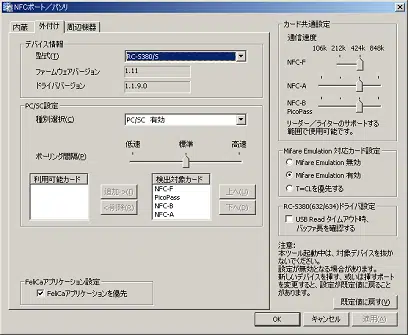 NFCポート/パソリ
内蔵 外付け 周辺機器
デバイス情報
型式(T) RC-S380/S
ファームウェアバージョン 1.11
ドライババージョン 1.1.9.0
PC/SC設定
種別選択(C) PC/SC 有効
低速 標準 高速
ポーリング間隔(P)
利用可能カード
検出対象カード
NFC-F
PicoPass
NFC-B
NFC-A
追加->(I)
<-削除(R)
上へ(U)
下へ(D)
FeliCaアプリケーション設定
FeliCaアプリケーションを優先
カード共通設定
通信速度
106k 212k 424k 848k
NFC-F
NFC-A
NFC-B
PicoPass
リーダー/ライターのサポートする
範囲で使用可能です。
Mifare Emulation 対応カード設定
Mifare Emulation 無効
Mifare Emulation 有効
T=CLを優先する
RC-S380(632/634)ドライバ設定
USB Read タイムアウト時、
バッファ長を確認する
注意:
本ツール起動中は、対象デバイスを抜か
ないでください。
設定が無効となる場合があります。
新しいデバイスを挿す、或いは挿すポート
を変更すると、設定が既定値に戻ること
があります。
既定値に戻す(V)
OK キャンセル 適用(A)